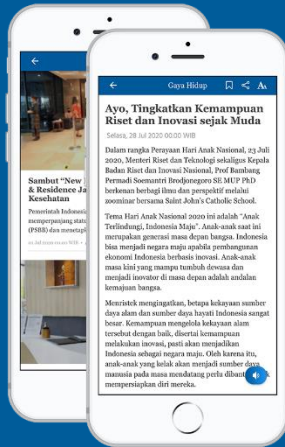 Sambut "New
& Residence Ja
Kesehatan
Pemerintah Indonesia
memperpanjang statu
(PSBB) dan menetapk
Gaya Hidup
AA
Ayo, Tingkatkan Kemampuan
Riset dan Inovasi sejak Muda
Selasa, 28 Jul 2020 00:00 WIB
Dalam rangka Perayaan Hari Anak Nasional, 23 Juli
2020, Menteri Riset dan Teknologi sekaligus Kepala
Badan Riset dan Inovasi Nasional, Prof Bambang
Permadi Soemantri Brodjonegoro SE MUP PhD
berkenan berbagi ilmu dan perspektif melalui
zoominar bersama Saint John's Catholic School.
Tema Hari Anak Nasional 2020 ini adalah "Anak
Terlindungi, Indonesia Maju". Anak-anak saat ini
merupakan generasi masa depan bangsa. Indonesia
bisa menjadi negara maju apabila pembangunan
ekonomi Indonesia berbasis inovasi. Anak-anak
masa kini yang mampu tumbuh dewasa dan
menjadi inovator di masa depan adalah andalan
kemajuan bangsa.
Menristek mengingatkan, betapa kekayaan sumber
daya alam dan sumber daya hayati Indonesia sangat
besar. Kemampuan mengelola kekayaan alam
tersebut dengan baik, disertai kemampuan
melakukan inovasi, pasti akan menjadikan
Indonesia sebagai negara maju. Oleh karena itu,
anak-anak yang kelak akan menjadi sumber daya
manusia pada masa mendatang perlu dibantu
mempersiapkan diri mereka.